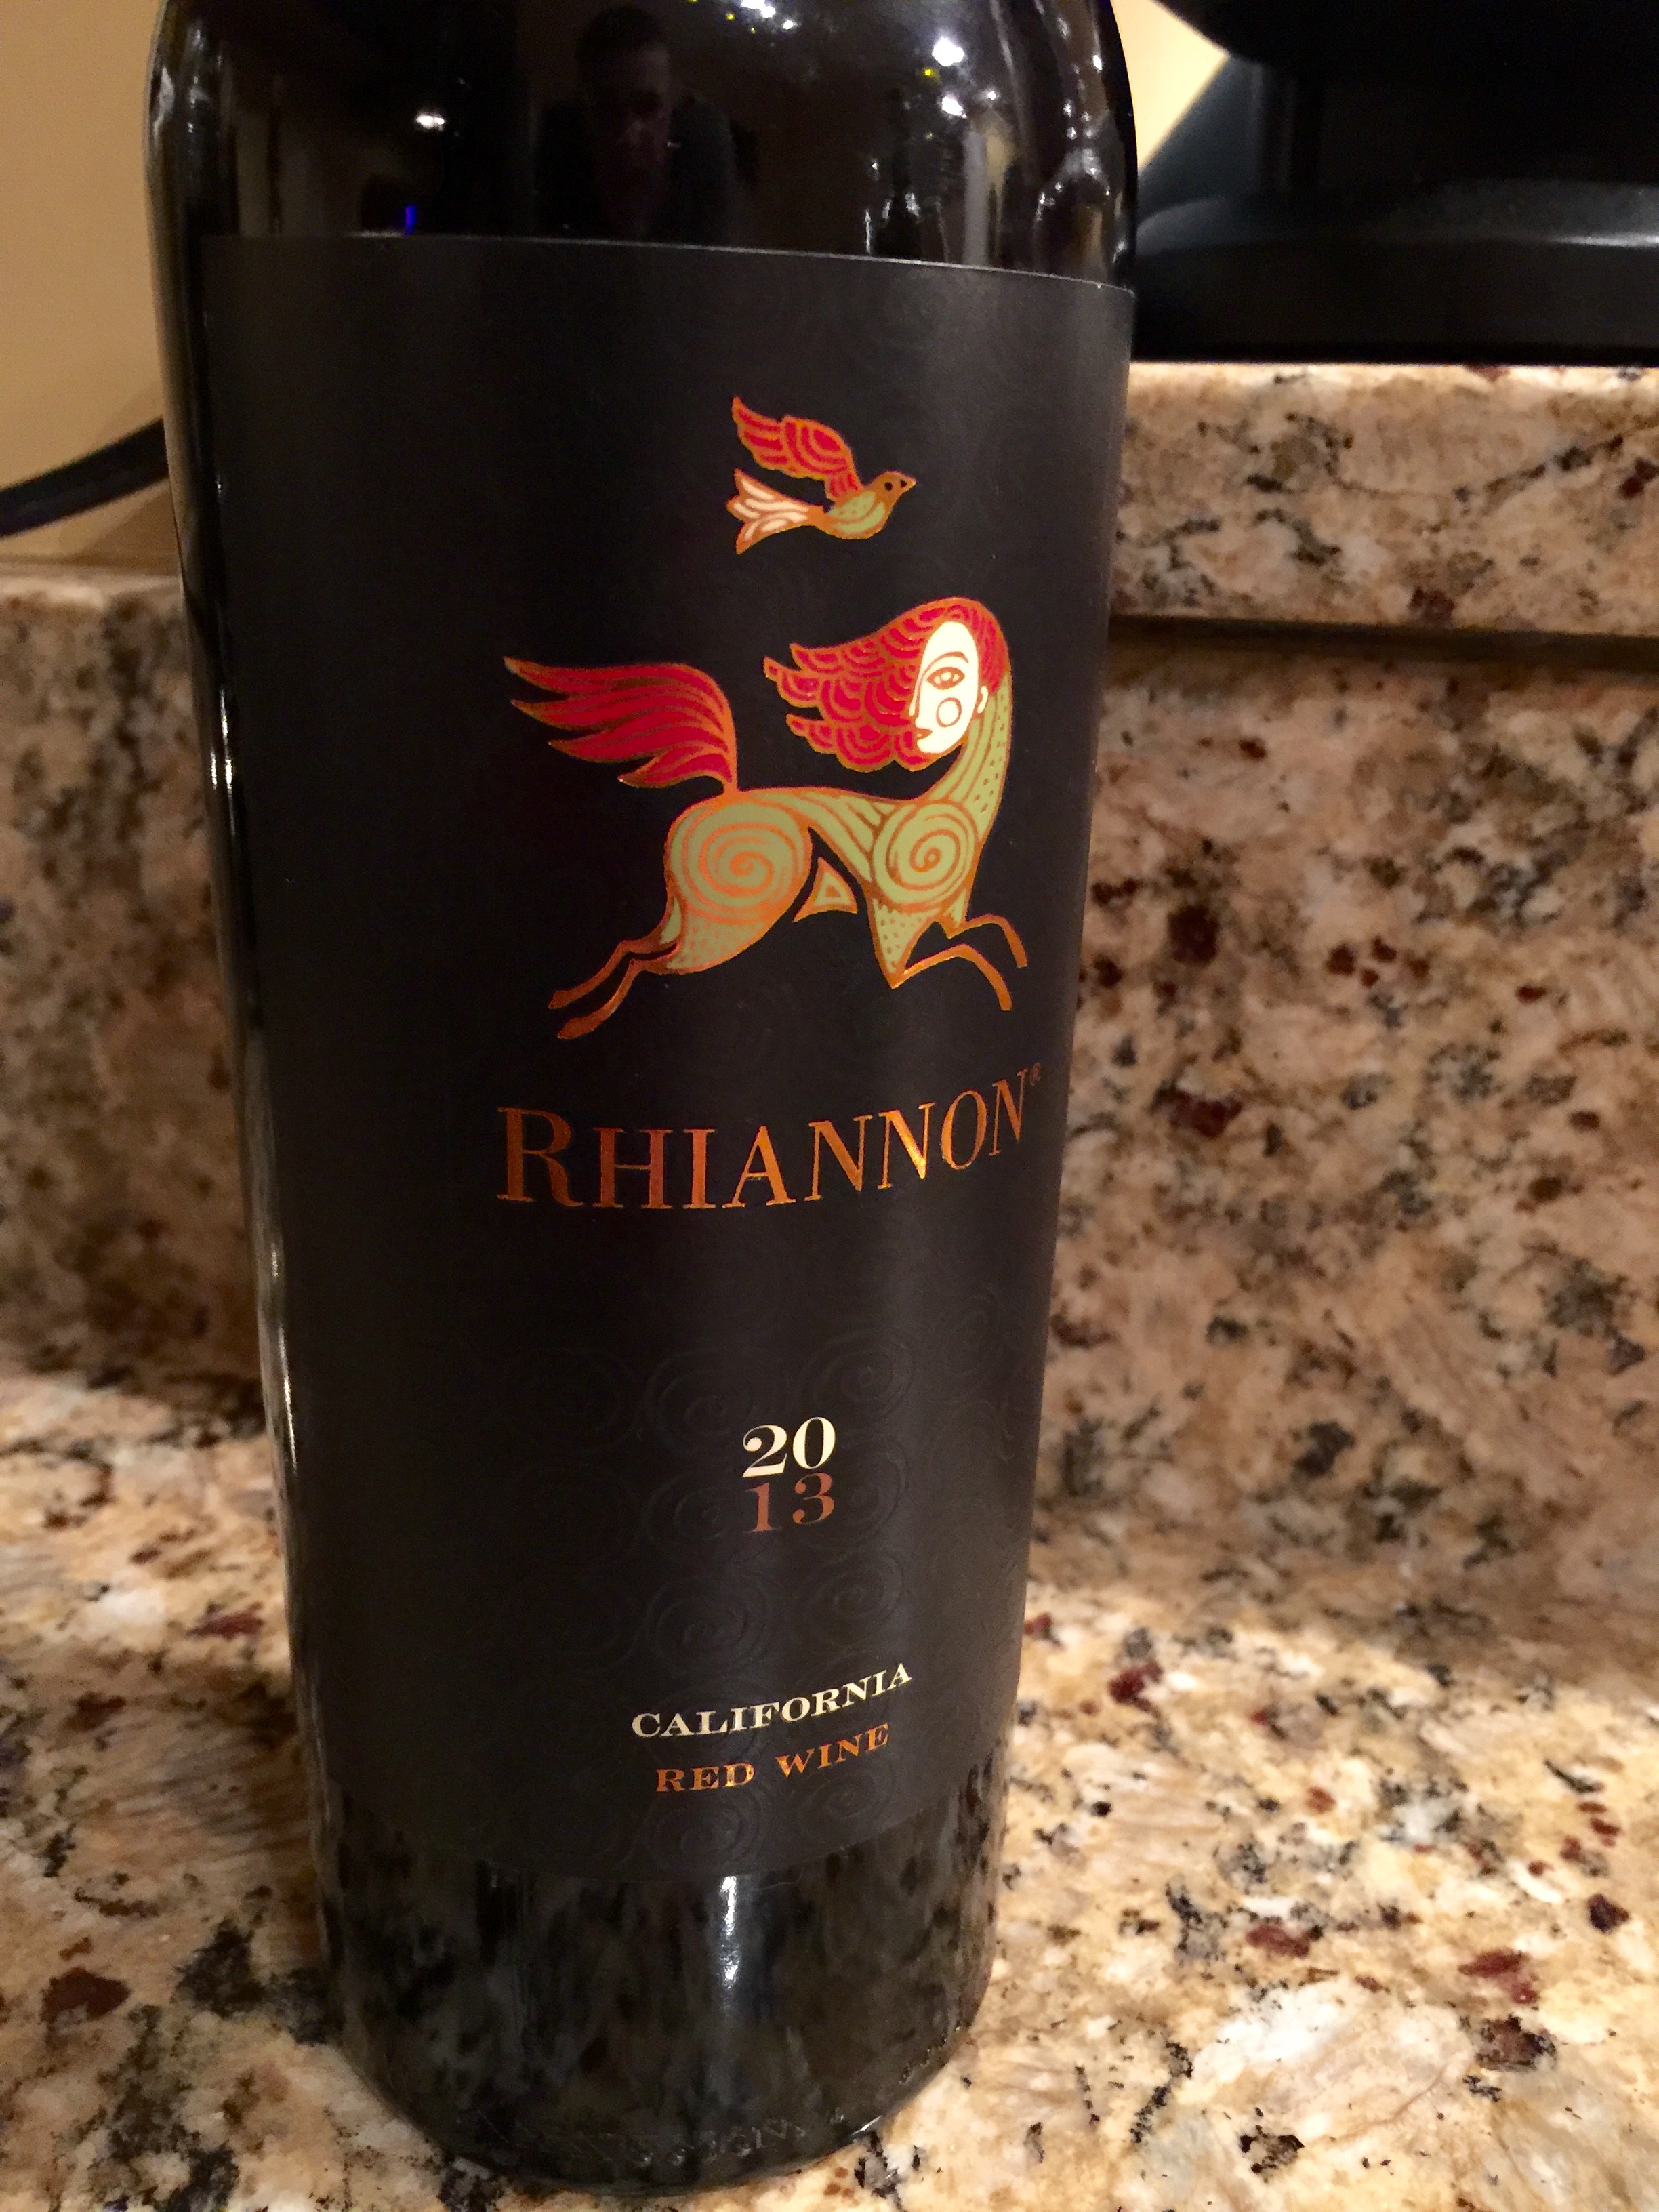 RHIANNON®
20
13
CALIFORNIA
RED WINE